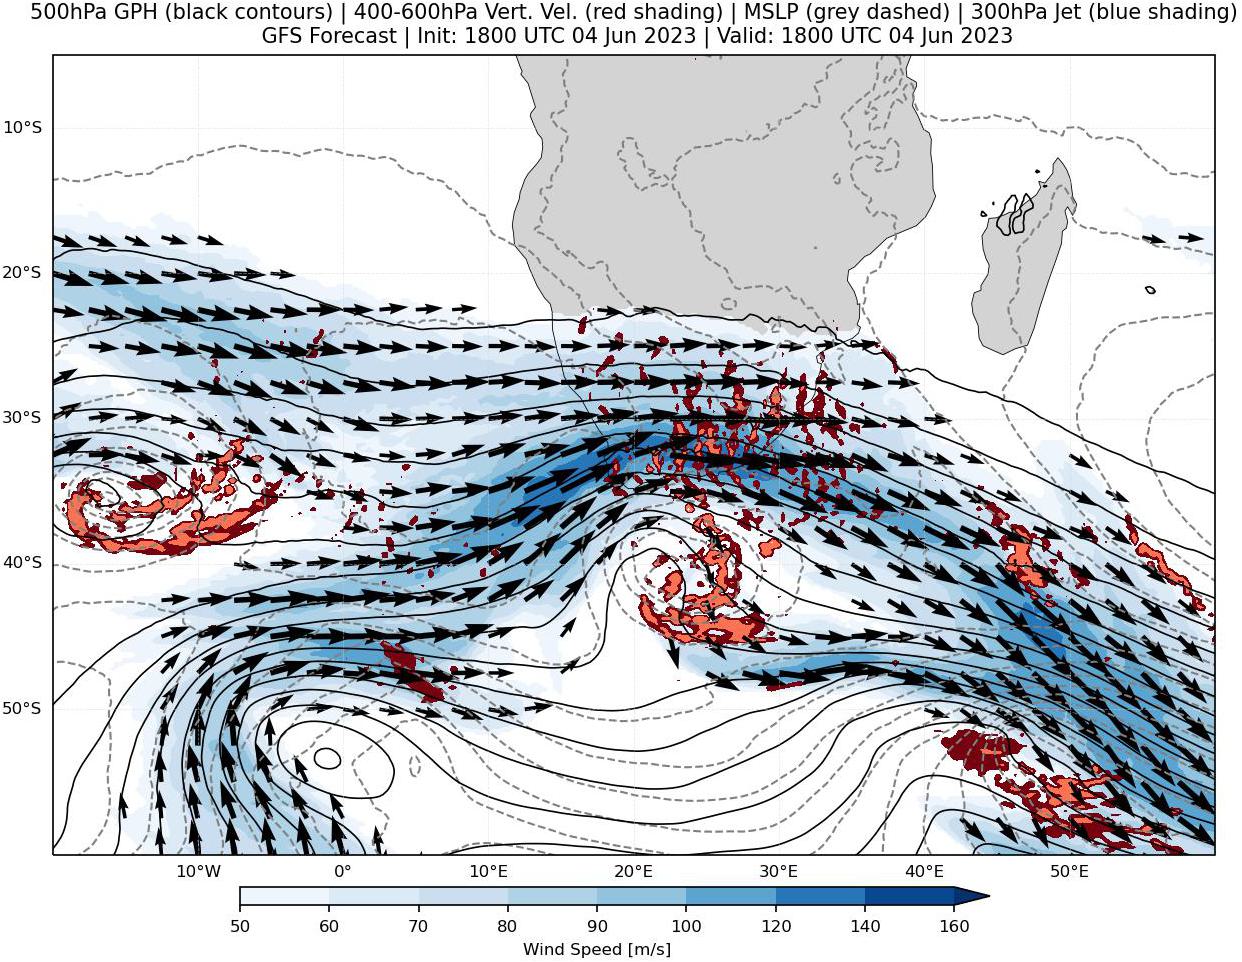 500hPa GPH (black contours) | 400-600hPa Vert. Vel. (red shading) | MSLP (grey dashed) | 300hPa Jet (blue shading)
GFS Forecast | Init: 1800 UTC 04 Jun 2023 | Valid: 1800 UTC 04 Jun 2023
10°S
20°S
30°S
40°S
50°S
10°W 0° 10°E 20°E 30°E 40°E 50°E
50 60 70 80 90 100 120 140 160
Wind Speed [m/s]